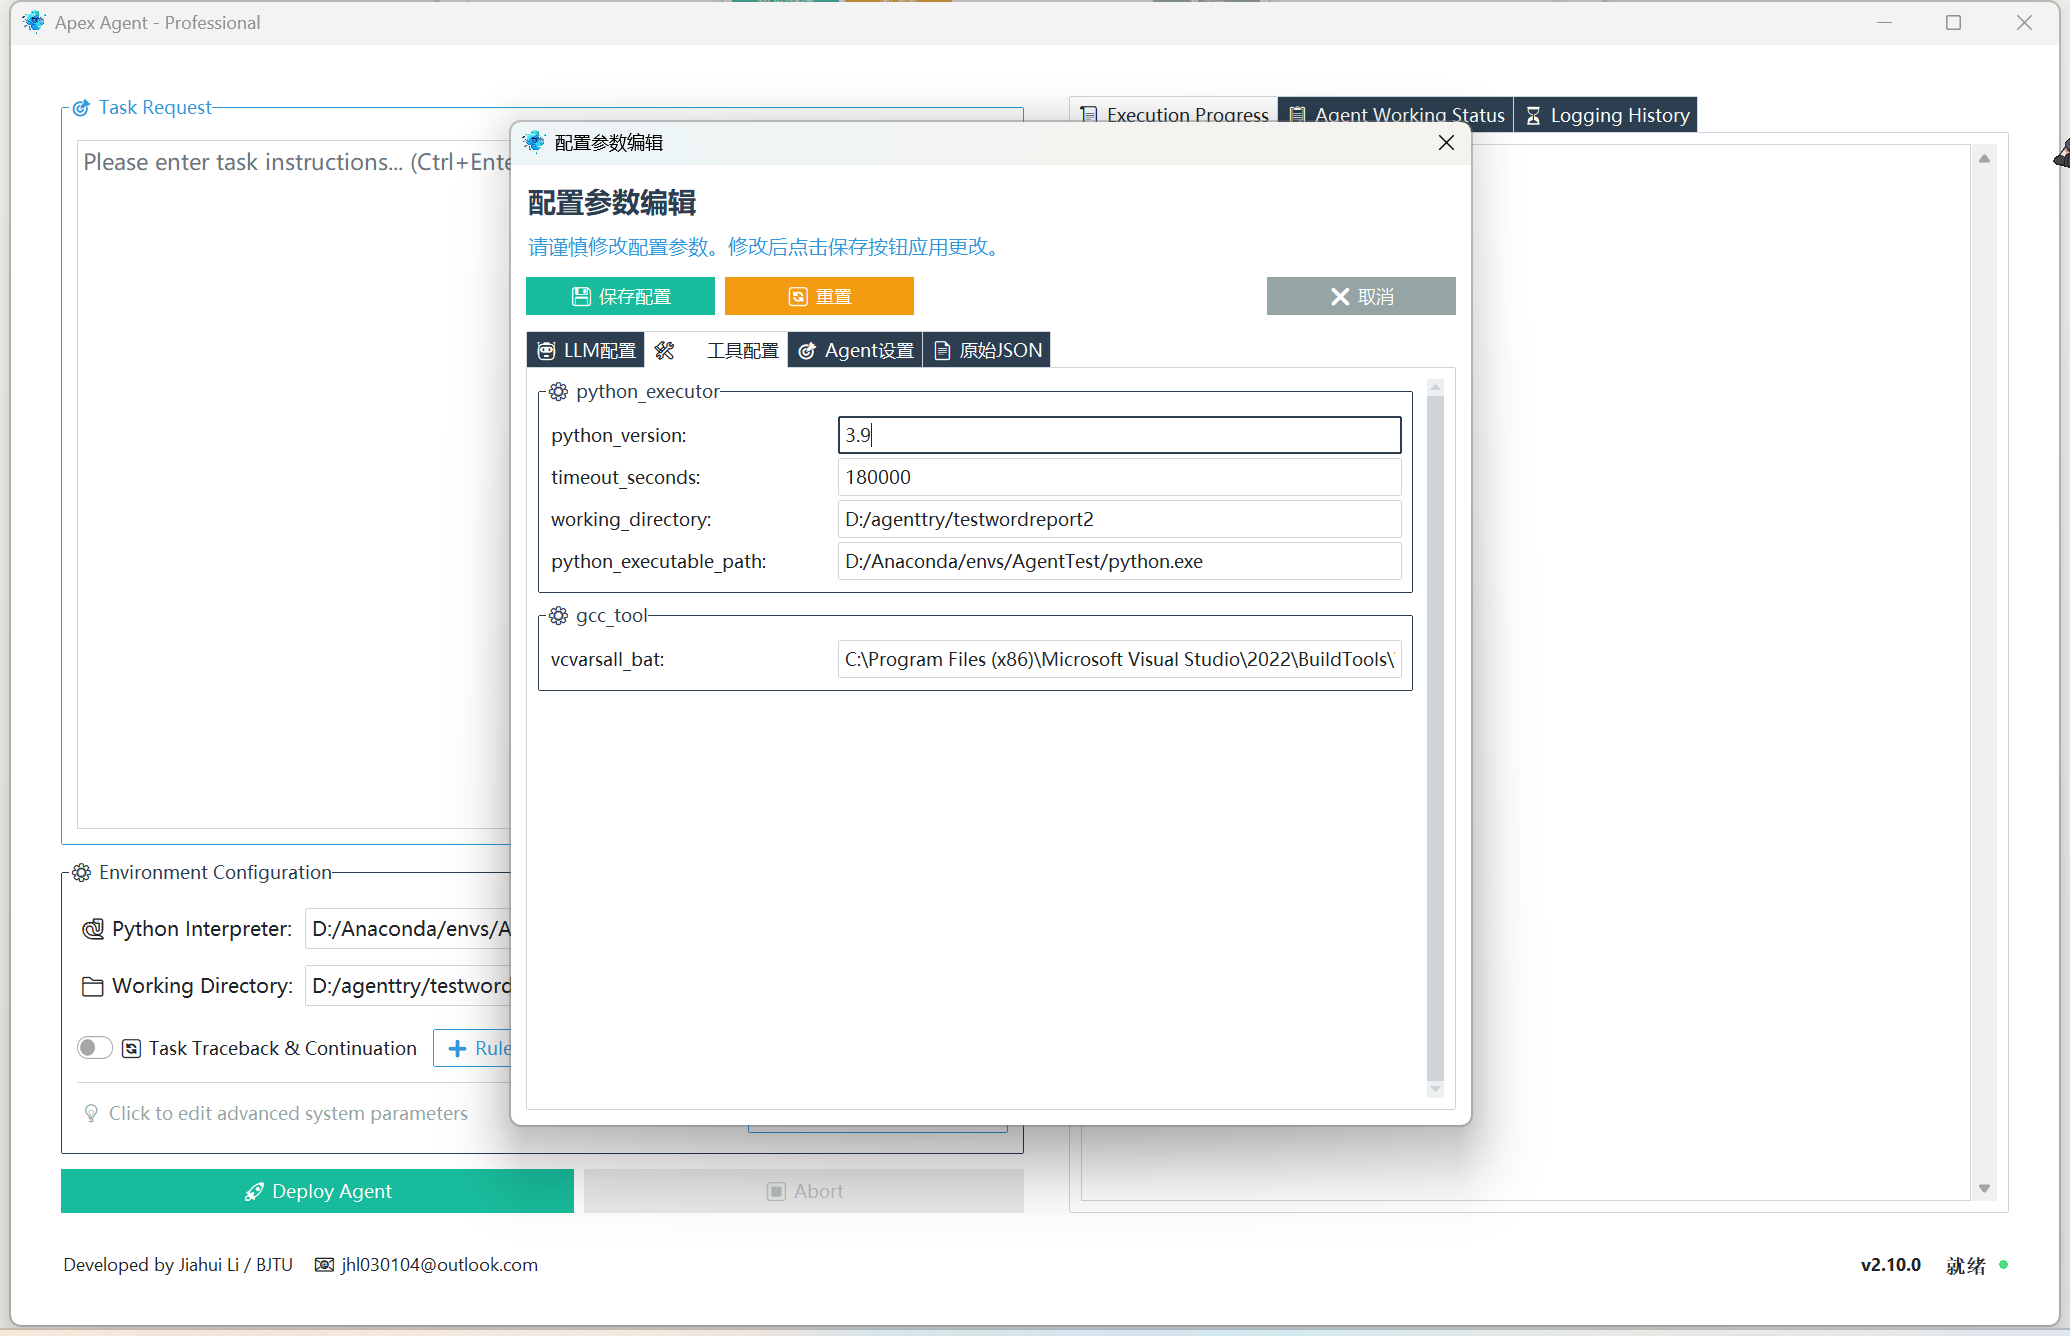 Apex Agent - Professional
Task Request
Please enter task instructions... (Ctrl+Ente
Environment Configuration
Python Interpreter: D:/Anaconda/envs/A
Working Directory: D:/agenttry/testword
Task Traceback & Continuation
Rule
Click to edit advanced system parameters
Deploy Agent
Abort
Execution Progress
Agent Working Status
Logging History
配置参数编辑
配置参数编辑
请谨慎修改配置参数。修改后点击保存按钮应用更改。
保存配置
重置
取消
LLM配置
工具配置
Agent设置
原始JSON
python_executor
python_version: 3.9
timeout_seconds: 180000
working_directory: D:/agenttry/testwordreport2
python_executable_path: D:/Anaconda/envs/AgentTest/python.exe
gcc_tool
vcvarsall_bat: C:\Program Files (x86)\Microsoft Visual Studio\2022\BuildTools\
Developed by Jiahui Li / BJTU
jhl030104@outlook.com
v2.10.0
就绪